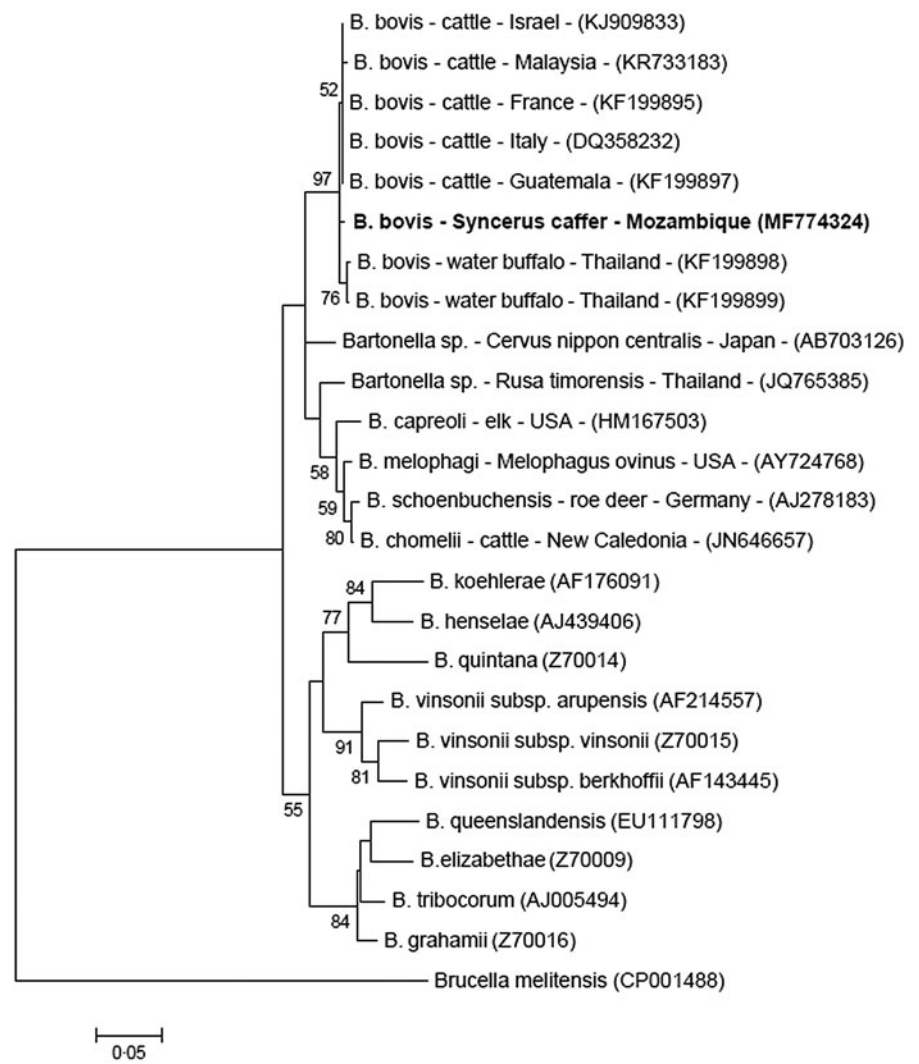 B. bovis - cattle - Israel - (KJ909833)
B. bovis - cattle - Malaysia - (KR733183)
52
B. bovis - cattle - France - (KF199895)
B. bovis - cattle - Italy - (DQ358232)
97
B. bovis - cattle - Guatemala - (KF199897)
B. bovis - Syncerus caffer - Mozambique (MF774324)
B. bovis - water buffalo - Thailand - (KF199898)
76
B. bovis - water buffalo - Thailand - (KF199899)
Bartonella sp. - Cervus nippon centralis - Japan - (AB703126)
Bartonella sp. - Rusa timorensis - Thailand - (JQ765385)
B. capreoli - elk - USA - (HM167503)
58
B. melophagi - Melophagus ovinus - USA - (AY724768)
59
B. schoenbuchensis - roe deer - Germany - (AJ278183)
80
B. chomelii - cattle - New Caledonia - (JN646657)
84
B. koehlerae (AF176091)
77
B. henselae (AJ439406)
B. quintana (Z70014)
B. vinsonii subsp. arupensis (AF214557)
91
B. vinsonii subsp. vinsonii (Z70015)
81
B. vinsonii subsp. berkhoffii (AF143445)
55
B. queenslandensis (EU111798)
B.elizabethae (Z70009)
B. tribocorum (AJ005494)
84
B. grahamii (Z70016)
Brucella melitensis (CP001488)
0·05